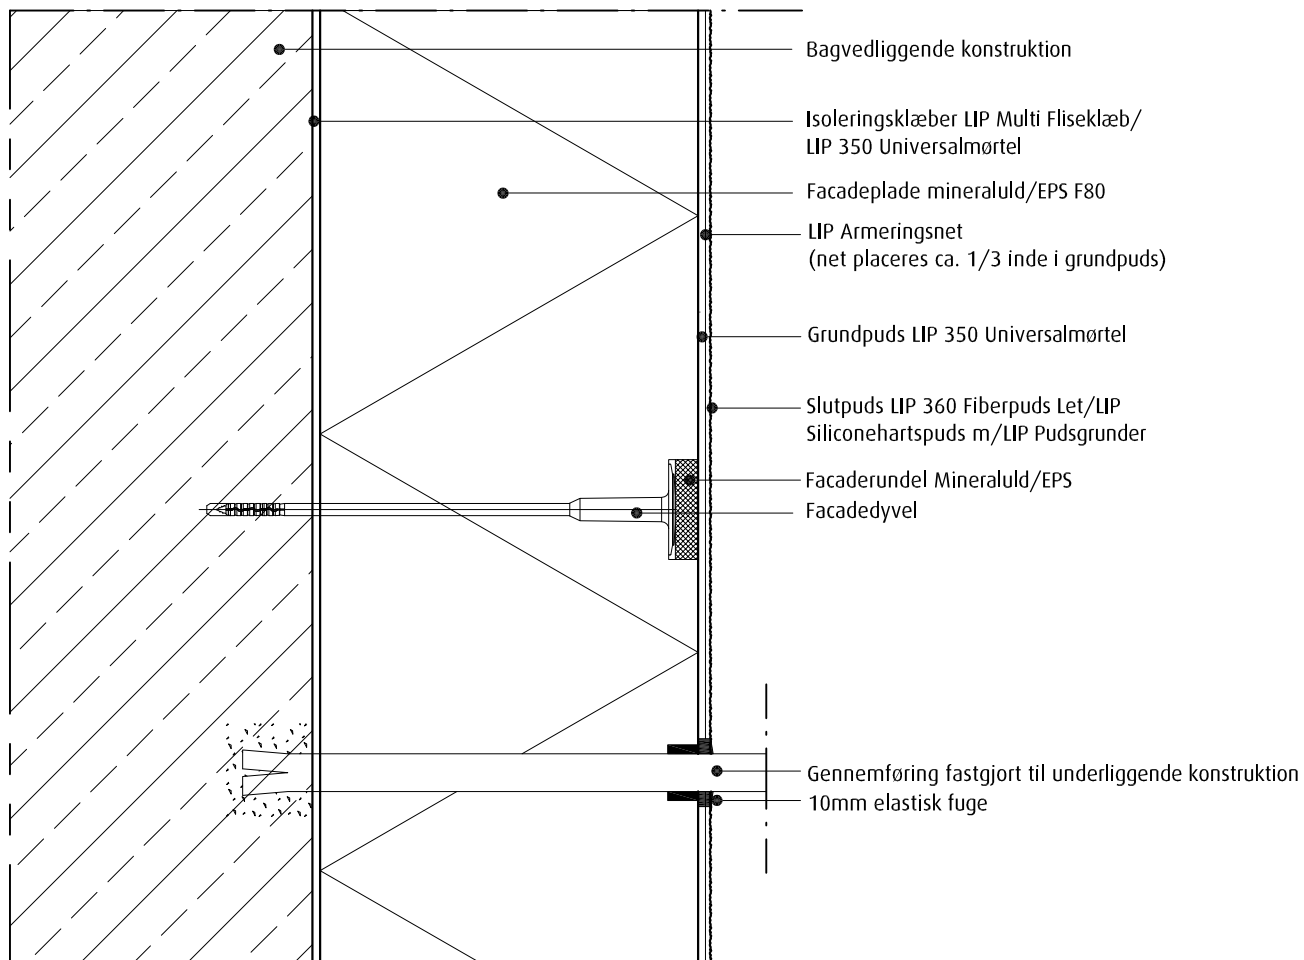 Bagvedliggende konstruktion
Isoleringsklæber LIP Multi Fliseklæb/
LIP 350 Universalmørtel
Facadeplade mineraluld/EPS F80
LIP Armeringsnet
(net placeres ca. 1/3 inde i grundpuds)
Grundpuds LIP 350 Universalmørtel
Slutpuds LIP 360 Fiberpuds Let/LIP
Siliconehartspuds m/LIP Pudsgrunder
Facaderundel Mineraluld/EPS
Facadedyvel
Gennemføring fastgjort til underliggende konstruktion
10mm elastisk fuge